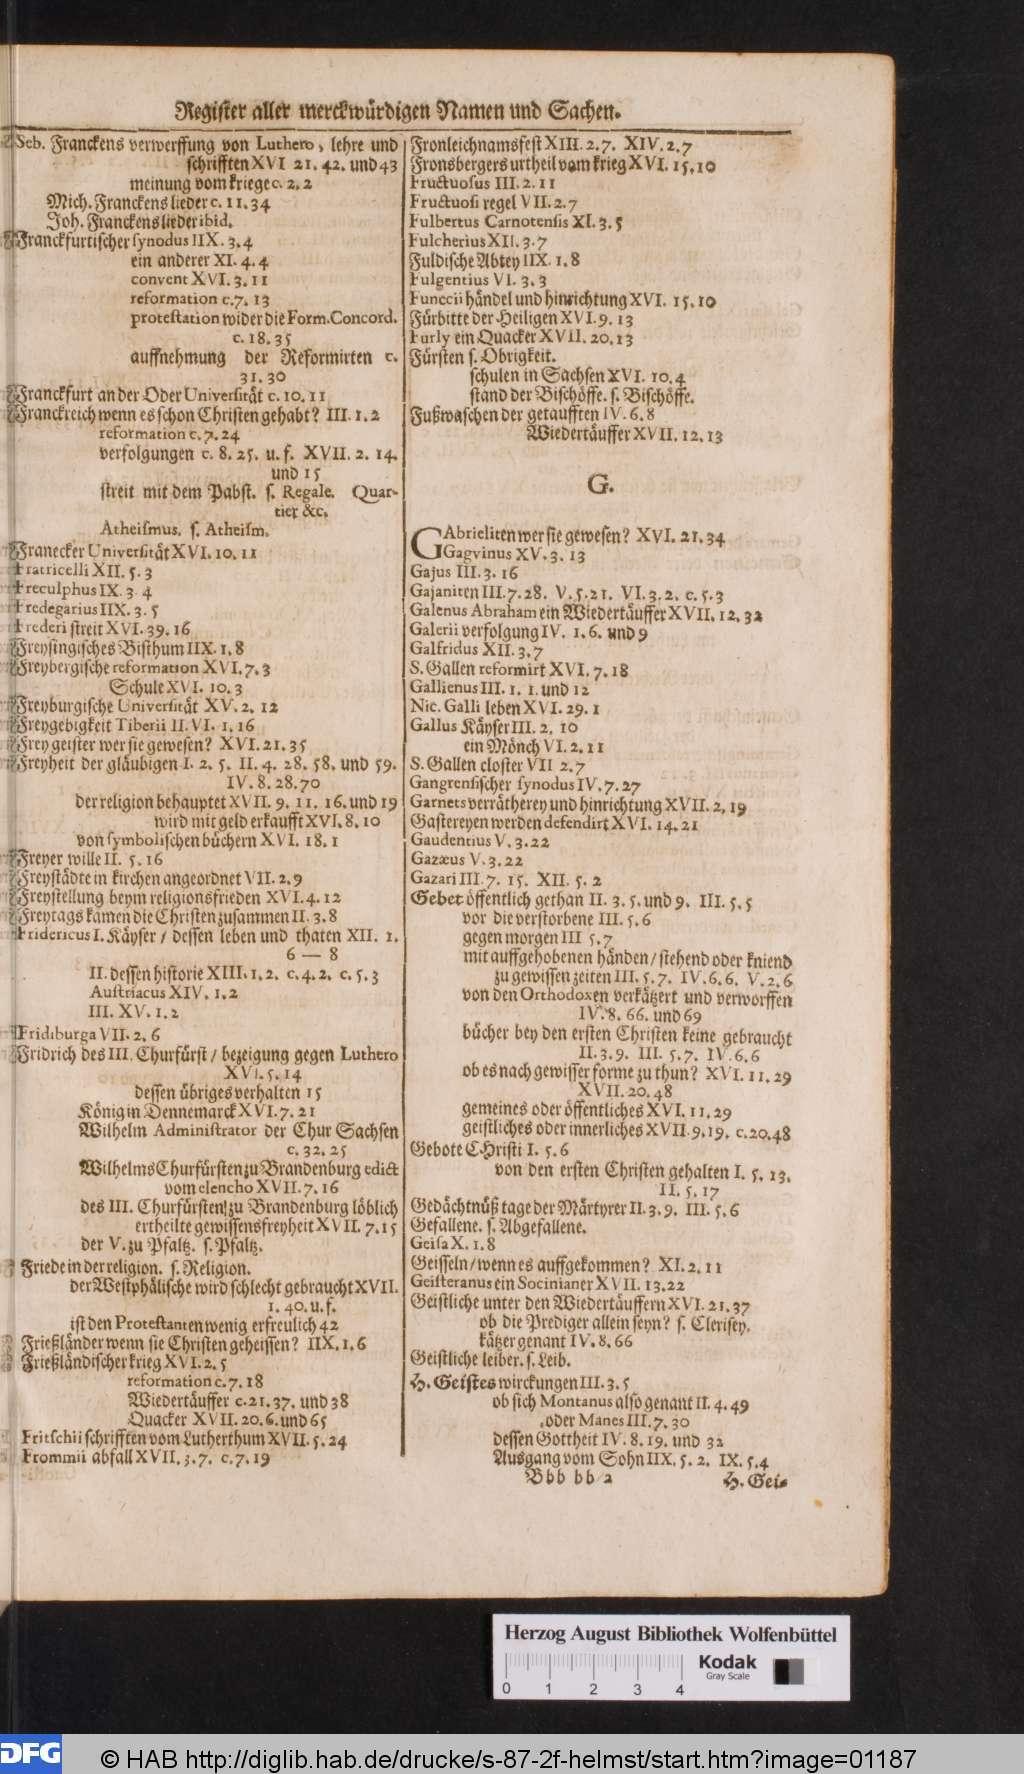 Register aller merckwürdigen Namen und Sachen.
Seb. Franckens verwerffung von Luthero, lehre und
schrifften XVI 21. 42. und 43
meinung vom kriege c. 2. 2
Mich. Franckens lieder c. 11. 34
Joh. Franckens lieder ibid.
Franckfurtischer synodus IIX. 3. 4
ein anderer XI. 4. 4
convent XVI. 3. 11
reformation c. 7. 13
protestation wider die Form. Concord.
c. 18. 35
auffnehmung der Reformirten c.
31. 30
Franckfurt an der Oder Universität c. 10. 11
Franckreich wenn es schon Christen gehabt? III. 1. 2
reformation c. 7. 24
verfolgungen c. 8. 25. u. f. XVII. 2. 14.
und 15
streit mit dem Pabst. s. Regale. Quar-
tier &c.
Atheismus. s. Atheism.
Franecker Universität XVI. 10. 11
Fratricelli XII. 5. 3
Freculphus IX. 3. 4
Fredegarius IIX. 3. 5
Frederi streit XVI. 39. 16
Freysingisches Bisthum IIX. 1. 8
Freybergische reformation XVI. 7. 3
Schule XVI. 10. 3
Freyburgische Universität XV. 2. 12
Freygebigkeit Tiberii II. VI. 1. 16
Freygeister wer sie gewesen? XVI. 21. 35
Freyheit der gläubigen I. 2. 5. II. 4. 28. 58. und 59.
IV. 8. 28. 70
der religion behauptet XVII. 9. 11. 16. und 19
wird mit geld erkaufft XVI. 8. 10
von symbolischen büchern XVI. 18. 1
Freyer wille II. 5. 16
Freystädte in kirchen angeordnet VII. 2. 9
Freystellung beym religionsfrieden XVI. 4. 12
Freytags kamen die Christen zusammen II. 3. 8
Fridericus I. Käyser / dessen leben und thaten XII. 1.
6 — 8
II. dessen historie XIII. 1. 2. c. 4. 2. c. 5. 3
Austriacus XIV. 1. 2
III. XV. 1. 2
Fridiburga VII. 2. 6
Fridrich des III. Churfürst / bezeigung gegen Luthero
XVI. 5. 14
dessen übriges verhalten 15
König in Dennemarck XVI. 7. 21
Wilhelm Administrator der Chur Sachsen
c. 32. 25
Wilhelms Churfürsten zu Brandenburg edict
vom elencho XVII. 7. 16
des III. Churfürsten zu Brandenburg löblich
ertheilte gewissensfreyheit XVII. 7. 15
der V. zu Pfaltz. s. Pfaltz.
Friede in der religion. s. Religion.
der Westphälische wird schlecht gebraucht XVII.
1. 40. u. f.
ist den Protestanten wenig erfreulich 42
Frießländer wenn sie Christen geheissen? IIX. 1. 6
Frießländischer krieg XVI. 2. 5
reformation c. 7. 18
Wiedertäuffer c. 21. 37. und 38
Quacker XVII. 20. 6. und 65
Fritschii schrifften vom Lutherthum XVII. 5. 24
Frommii abfall XVII. 3. 7. c. 7. 19
Fronleichnamsfest XIII. 2. 7. XIV. 2. 7
Fronsbergers urtheil vom krieg XVI. 15. 10
Fructuosus III. 2. 11
Fructuosi regel VII. 2. 7
Fulbertus Carnotensis XI. 3. 5
Fulcherius XII. 3. 7
Fuldische Abtey IIX. 1. 8
Fulgentius VI. 3. 3
Funccii händel und hinrichtung XVI. 15. 10
Fürbitte der Heiligen XVI. 9. 13
Furly ein Quacker XVII. 20. 13
Fürsten s. Obrigkeit.
schulen in Sachsen XVI. 10. 4
stand der Bischöffe. s. Bischöffe.
Fußwaschen der getaufften IV. 6. 8
Wiedertäuffer XVII. 12. 13
G.
GAbrieliten wer sie gewesen? XVI. 21. 34
Gagvinus XV. 3. 13
Gajus III. 3. 16
Gajaniten III. 7. 28. V. 5. 21. VI. 3. 2. c. 5. 3
Galenus Abraham ein Wiedertäuffer XVII. 12. 32
Galerii verfolgung IV. 1. 6. und 9
Galfridus XII. 3. 7
S. Gallen reformirt XVI. 7. 18
Gallienus III. 1. 1. und 12
Nic. Galli leben XVI. 29. 1
Gallus Käyser III. 2. 10
ein Mönch VI. 2. 11
S. Gallen closter VII 2. 7
Gangrensischer synodus IV. 7. 27
Garnets verrätherey und hinrichtung XVII. 2. 19
Gastereyen werden defendirt XVI. 14. 21
Gaudentius V. 3. 22
Gazæus V. 3. 22
Gazari III. 7. 15. XII. 5. 2
Gebet öffentlich gethan II. 3. 5. und 9. III. 5. 5
vor die verstorbene III. 5. 6
gegen morgen III 5. 7
mit auffgehobenen händen / stehend oder kniend
zu gewissen zeiten III. 5. 7. IV. 6. 6. V. 2. 6
von den Orthodoxen verkätzert und verworffen
IV. 8. 66. und 69
bücher bey den ersten Christen keine gebraucht
II. 3. 9. III. 5. 7. IV. 6. 6
ob es nach gewisser forme zu thun? XVI. 11. 29
XVII. 20. 48
gemeines oder öffentliches XVI. 11. 29
geistliches oder innerliches XVII. 9. 19. c. 20. 48
Gebote Christi I. 5. 6
von den ersten Christen gehalten I. 5. 13.
II. 5. 17
Gedächtnüß tage der Märtyrer II. 3. 9. III. 5. 6
Gefallene. s. Abgefallene.
Geisa X. 1. 8
Geisseln / wenn es auffgekommen? XI. 2. 11
Geisteranus ein Socinianer XVII. 13. 22
Geistliche unter den Wiedertäuffern XVI. 21. 37
ob die Prediger allein seyn? s. Clerisey.
kätzer genant IV. 8. 66
Geistliche leiber. s. Leib.
H. Geistes wirckungen III. 3. 5
ob sich Montanus also genant II. 4. 49
oder Manes III. 7. 30
dessen Gottheit IV. 8. 19. und 32
Ausgang vom Sohn IIX. 5. 2. IX. 5. 4
Bbb bb 2
H. Gei-
Herzog August Bibliothek Wolfenbüttel
Kodak
Gray Scale
0 1 2 3 4
DFG
© HAB http://diglib.hab.de/drucke/s-87-2f-helmst/start.htm?image=01187